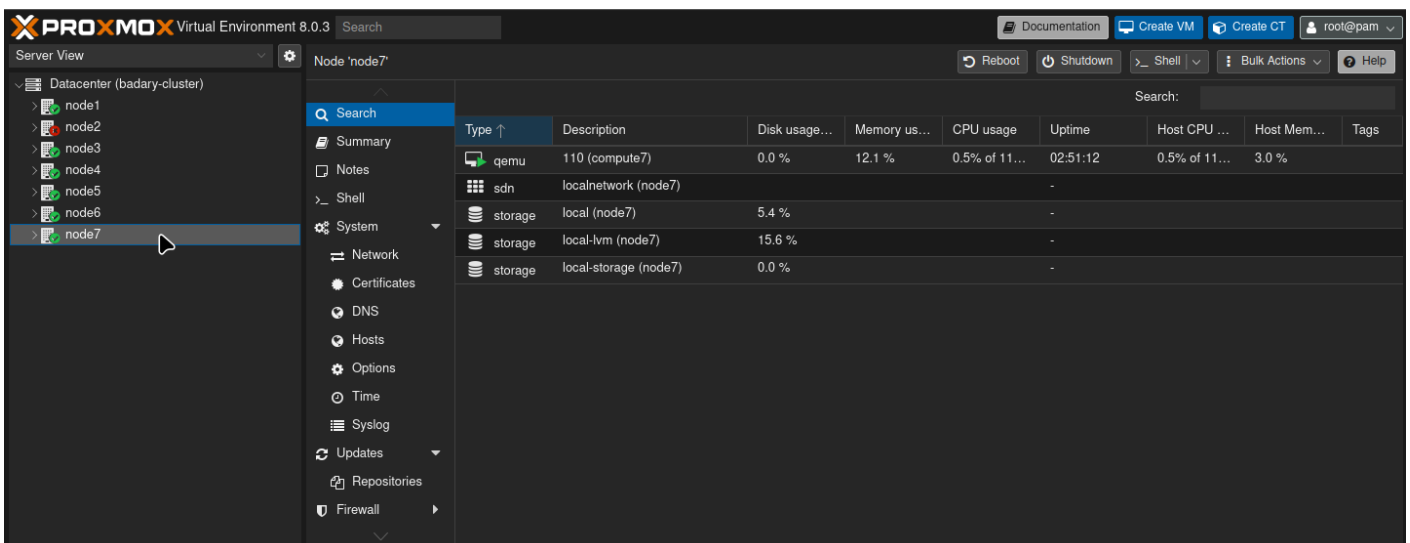 PROXMOX Virtual Environment 8.0.3 Search Documentation Create VM Create CT root@pam
Server View
Datacenter (badary-cluster)
node1
node2
node3
node4
node5
node6
node7
Node 'node7' Reboot Shutdown >_ Shell Bulk Actions Help
Search
Summary
Notes
>_ Shell
System
Network
Certificates
DNS
Hosts
Options
Time
Syslog
Updates
Repositories
Firewall
Search:
Type ↑ Description Disk usage... Memory us... CPU usage Uptime Host CPU ... Host Mem... Tags
qemu 110 (compute7) 0.0 % 12.1 % 0.5% of 11... 02:51:12 0.5% of 11... 3.0 %
sdn localnetwork (node7) -
storage local (node7) 5.4 % -
storage local-lvm (node7) 15.6 % -
storage local-storage (node7) 0.0 % -